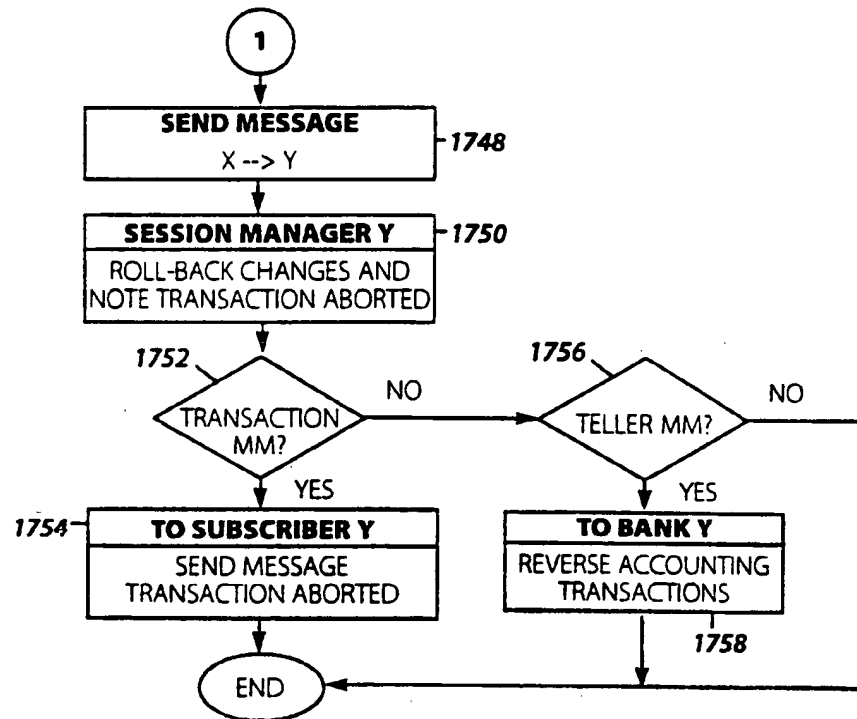 1
SEND MESSAGE
X --> Y
1748
SESSION MANAGER Y
1750
ROLL-BACK CHANGES AND
NOTE TRANSACTION ABORTED
1752
TRANSACTION
MM?
NO
YES
1756
TELLER MM?
NO
YES
1754
TO SUBSCRIBER Y
SEND MESSAGE
TRANSACTION ABORTED
TO BANK Y
REVERSE ACCOUNTING
TRANSACTIONS
1758
END